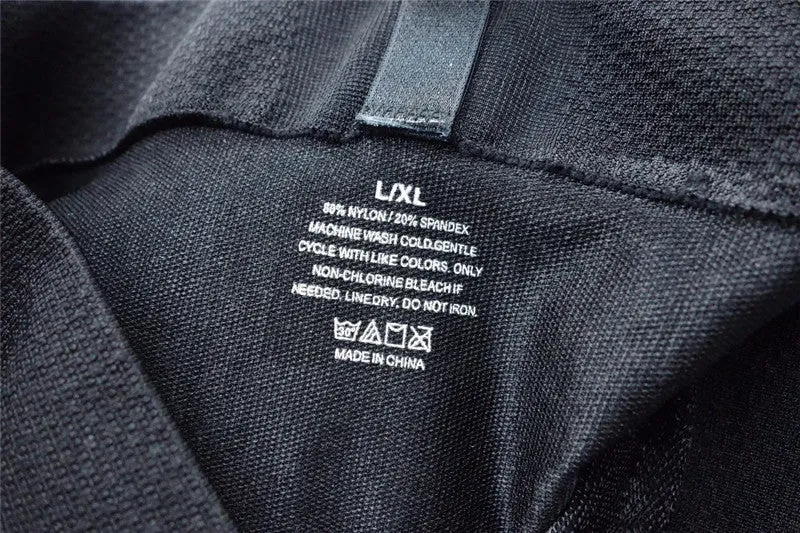 L/XL
80% NYLON / 20% SPANDEX
MACHINE WASH COLD.GENTLE
CYCLE WITH LIKE COLORS. ONLY
NON-CHLORINE BLEACH IF
NEEDED. LINE DRY. DO NOT IRON.
30°
MADE IN CHINA